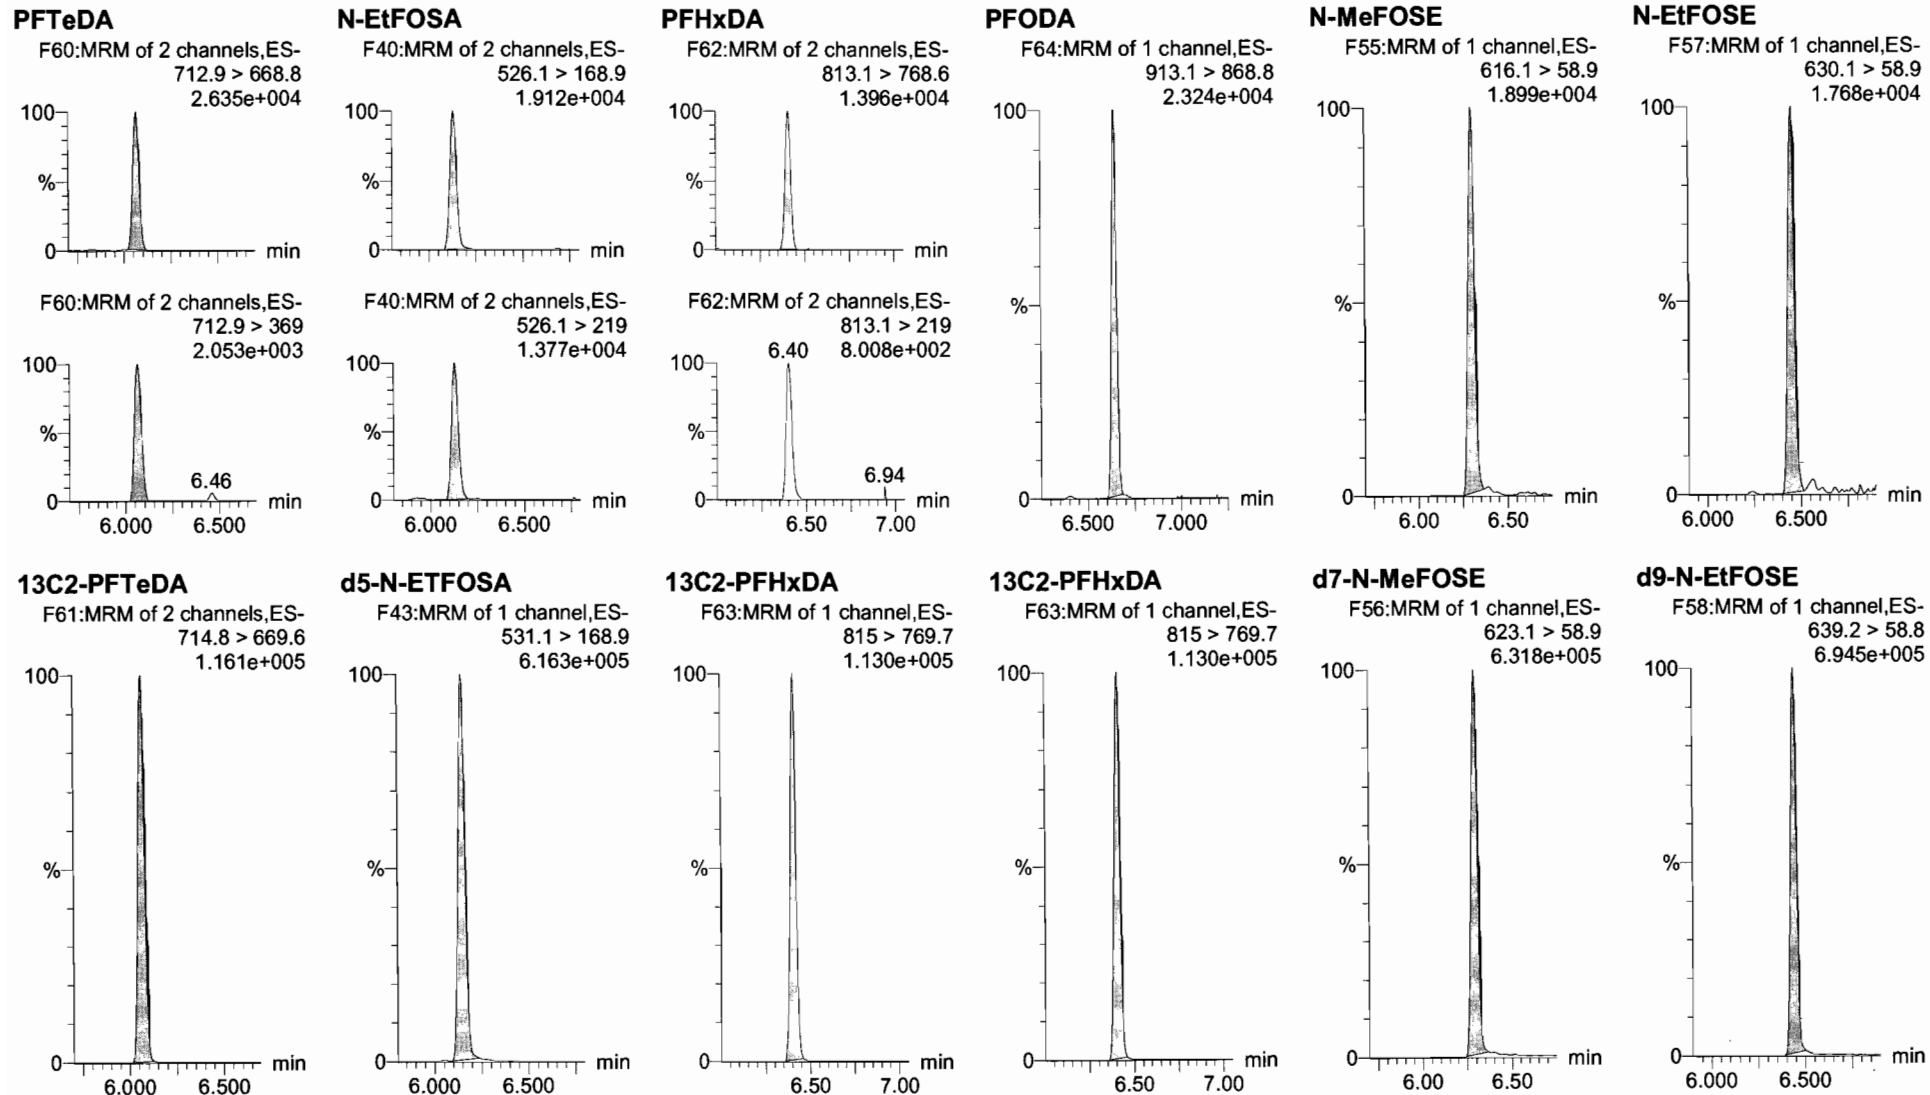 PFTeDA
F60:MRM of 2 channels,ES-
712.9 > 668.8
2.635e+004
100
%
0
min
F60:MRM of 2 channels,ES-
712.9 > 369
2.053e+003
100
%
6.46
0
min
6.000 6.500
N-EtFOSA
F40:MRM of 2 channels,ES-
526.1 > 168.9
1.912e+004
100
%
0
min
F40:MRM of 2 channels,ES-
526.1 > 219
1.377e+004
100
%
0
min
6.000 6.500
PFHxDA
F62:MRM of 2 channels,ES-
813.1 > 768.6
1.396e+004
100
%
0
min
F62:MRM of 2 channels,ES-
813.1 > 219
6.40 8.008e+002
100
%
6.94
0
min
6.50 7.00
PFODA
F64:MRM of 1 channel,ES-
913.1 > 868.8
2.324e+004
100
%
0
min
6.500 7.000
N-MeFOSE
F55:MRM of 1 channel,ES-
616.1 > 58.9
1.899e+004
100
%
0
min
6.00 6.50
N-EtFOSE
F57:MRM of 1 channel,ES-
630.1 > 58.9
1.768e+004
100
%
0
min
6.000 6.500
13C2-PFTeDA
F61:MRM of 2 channels,ES-
714.8 > 669.6
1.161e+005
100
%
0
min
6.000 6.500
d5-N-ETFOSA
F43:MRM of 1 channel,ES-
531.1 > 168.9
6.163e+005
100
%
0
min
6.000 6.500
13C2-PFHxDA
F63:MRM of 1 channel,ES-
815 > 769.7
1.130e+005
100
%
0
min
6.50 7.00
13C2-PFHxDA
F63:MRM of 1 channel,ES-
815 > 769.7
1.130e+005
100
%
0
min
6.50 7.00
d7-N-MeFOSE
F56:MRM of 1 channel,ES-
623.1 > 58.9
6.318e+005
100
%
0
min
6.00 6.50
d9-N-EtFOSE
F58:MRM of 1 channel,ES-
639.2 > 58.8
6.945e+005
100
%
0
min
6.000 6.500